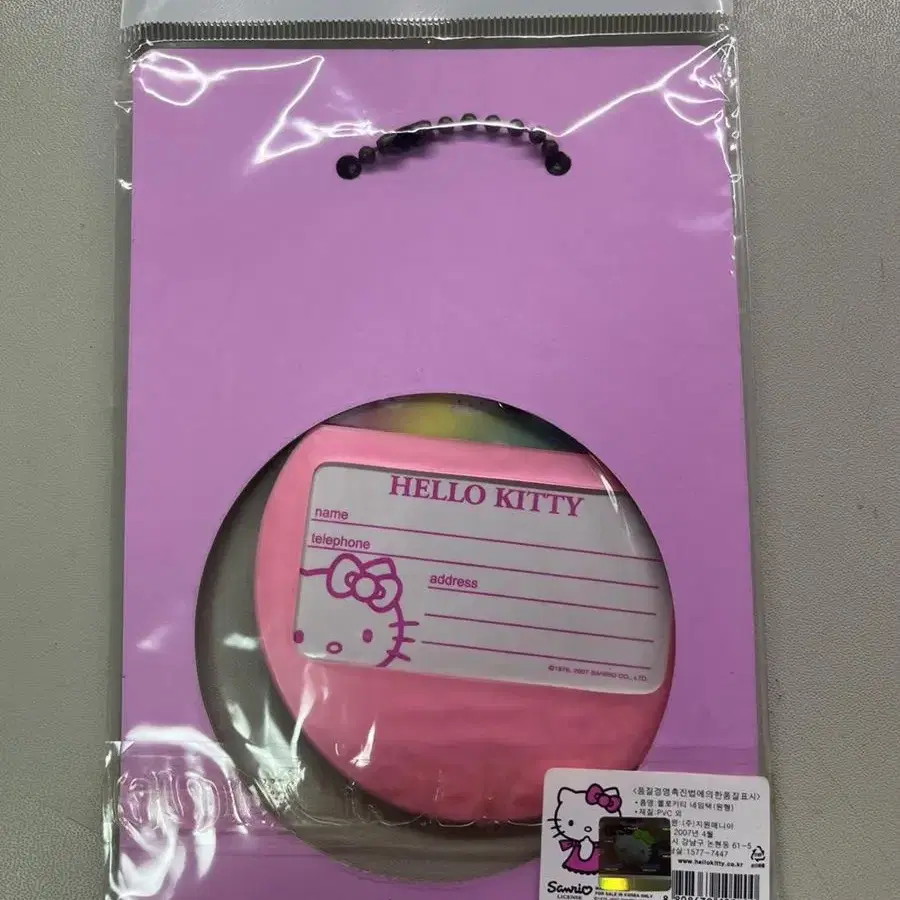 HELLO KITTY
name
telephone
address
©1976, 2007 SANRIO CO., LTD.
<품질경영촉진법에의한품질표시>
• 품명:헬로키티 네임택(원형)
• 재질:PVC 외
원: (주)지원매니아
2007년 4월
시 강남구 논현동 61-5
실: 1577-7447
www.hellokitty.co.kr
Sanrio
LICENSE
FOR SALE IN KOREA ONLY